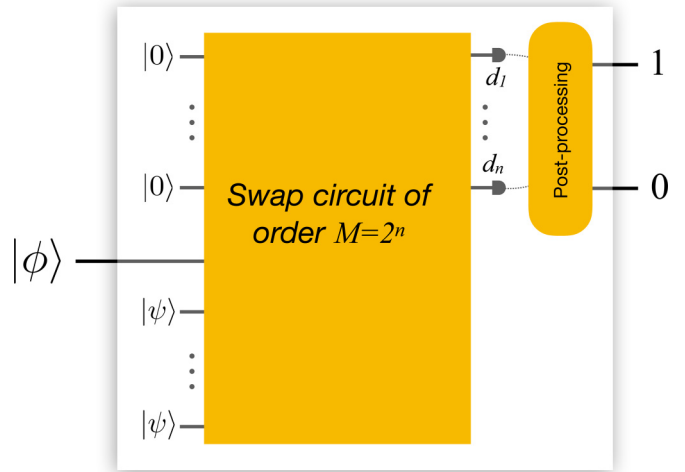 |0⟩
d₁
1
Post-processing
|0⟩
dₙ
0
Swap circuit of
order M=2ⁿ
|ϕ⟩
|ψ⟩
|ψ⟩